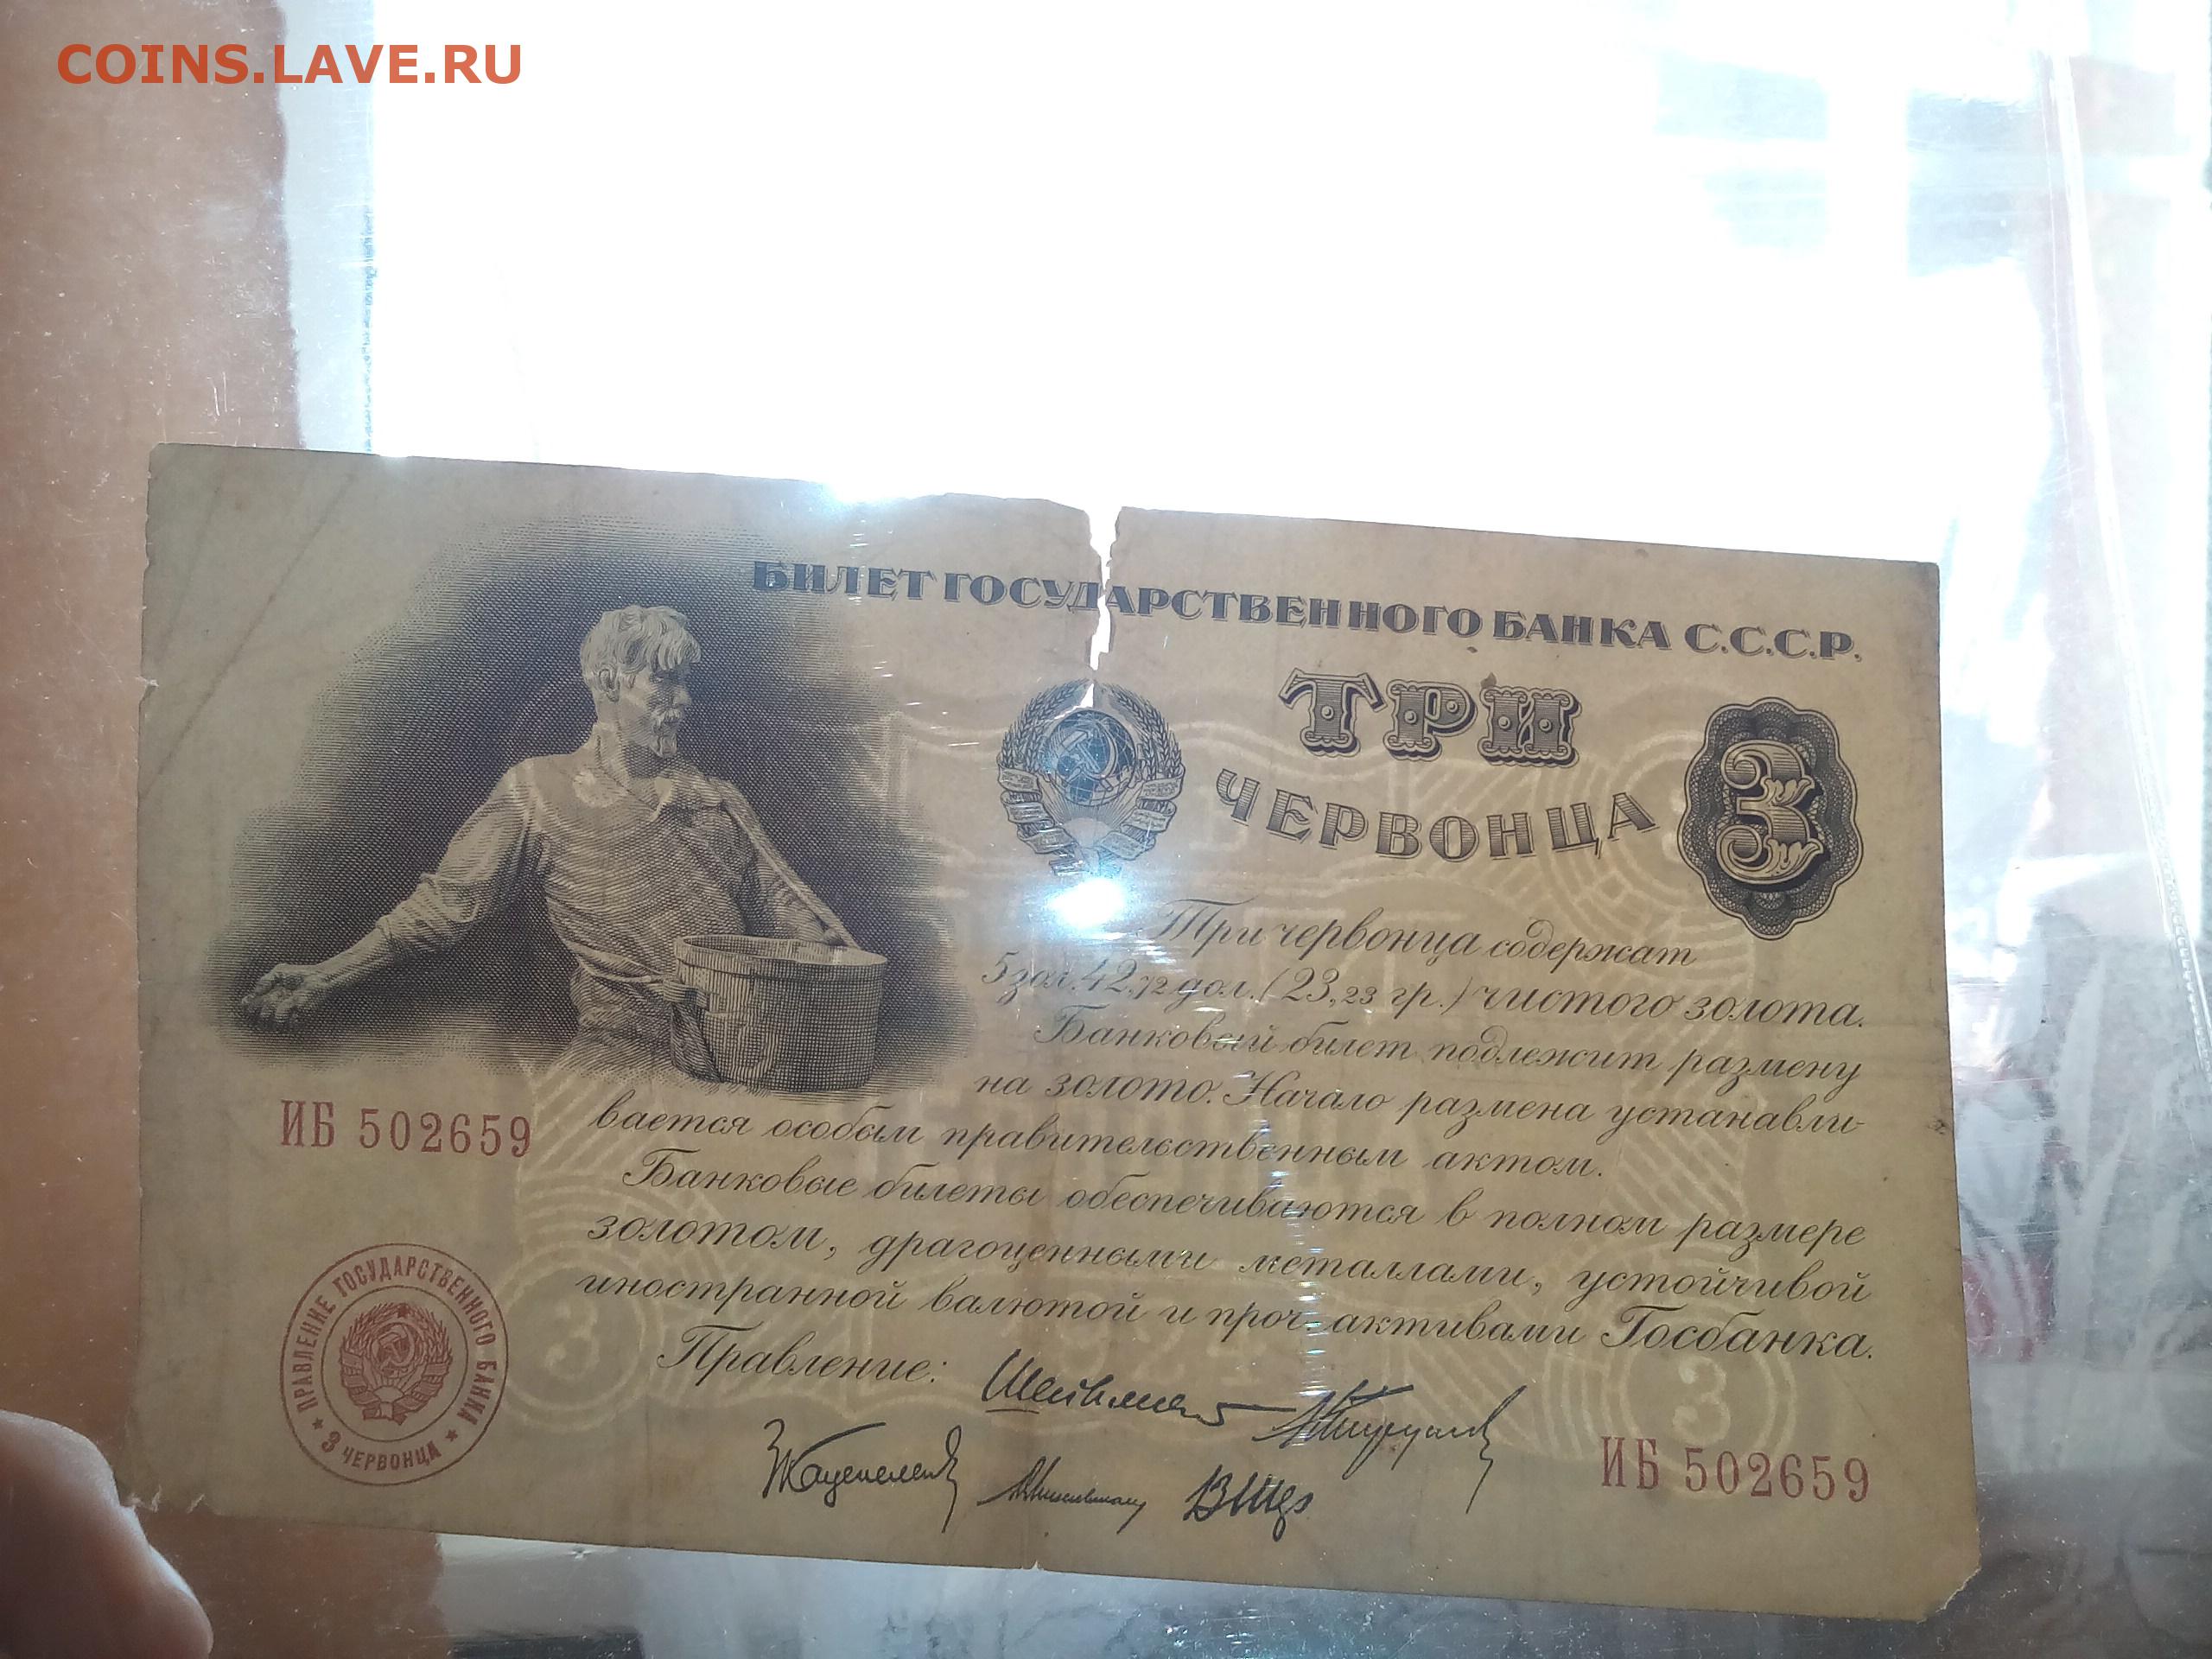 COINS.LAVE.RU
БИЛЕТ ГОСУДАРСТВЕННОГО БАНКА С.С.С.Р.
ТРИ
ЧЕРВОНЦА
3
Три червонца содержат
5 зол. 42,72 дол. (23,23 гр.) чистого золота.
Банковый билет подлежит размену
на золото. Начало размена устанавли-
вается особым правительственным актом.
Банковые билеты обеспечиваются в полном размере
золотом, драгоценными металлами, устойчивой
иностранной валютой и проч. активами Госбанка.
Правление:
ИБ 502659
ПРАВЛЕНИЕ ГОСУДАРСТВЕННОГО БАНКА
3 ЧЕРВОНЦА
ИБ 502659
3
3